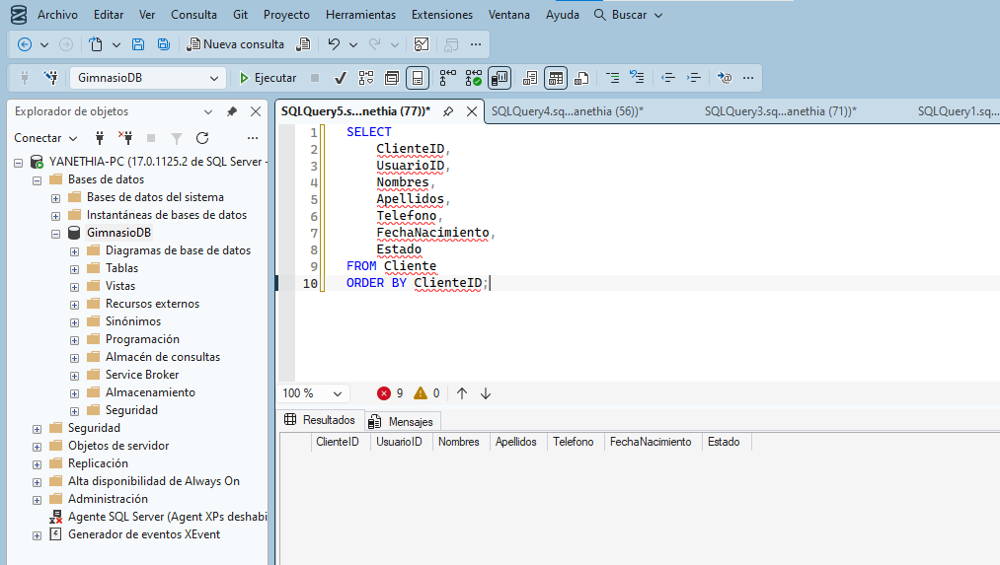 Archivo Editar Ver Consulta Git Proyecto Herramientas Extensiones Ventana Ayuda Buscar
Nueva consulta
GimnasioDB Ejecutar
Explorador de objetos
Conectar
YANETHIA-PC (17.0.1125.2 de SQL Server -
Bases de datos
Bases de datos del sistema
Instantáneas de bases de datos
GimnasioDB
Diagramas de base de datos
Tablas
Vistas
Recursos externos
Sinónimos
Programación
Almacén de consultas
Service Broker
Almacenamiento
Seguridad
Seguridad
Objetos de servidor
Replicación
Alta disponibilidad de Always On
Administración
Agente SQL Server (Agent XPs deshabi
Generador de eventos XEvent
SQLQuery5.s...nethia (77))* SQLQuery4.sq...anethia (56))* SQLQuery3.sq...anethia (71))* SQLQuery1.sq...
1 SELECT
2 ClienteID,
3 UsuarioID,
4 Nombres,
5 Apellidos,
6 Telefono,
7 FechaNacimiento,
8 Estado
9 FROM Cliente
10 ORDER BY ClienteID;
100 % 9 0
Resultados Mensajes
ClienteID UsuarioID Nombres Apellidos Telefono FechaNacimiento Estado